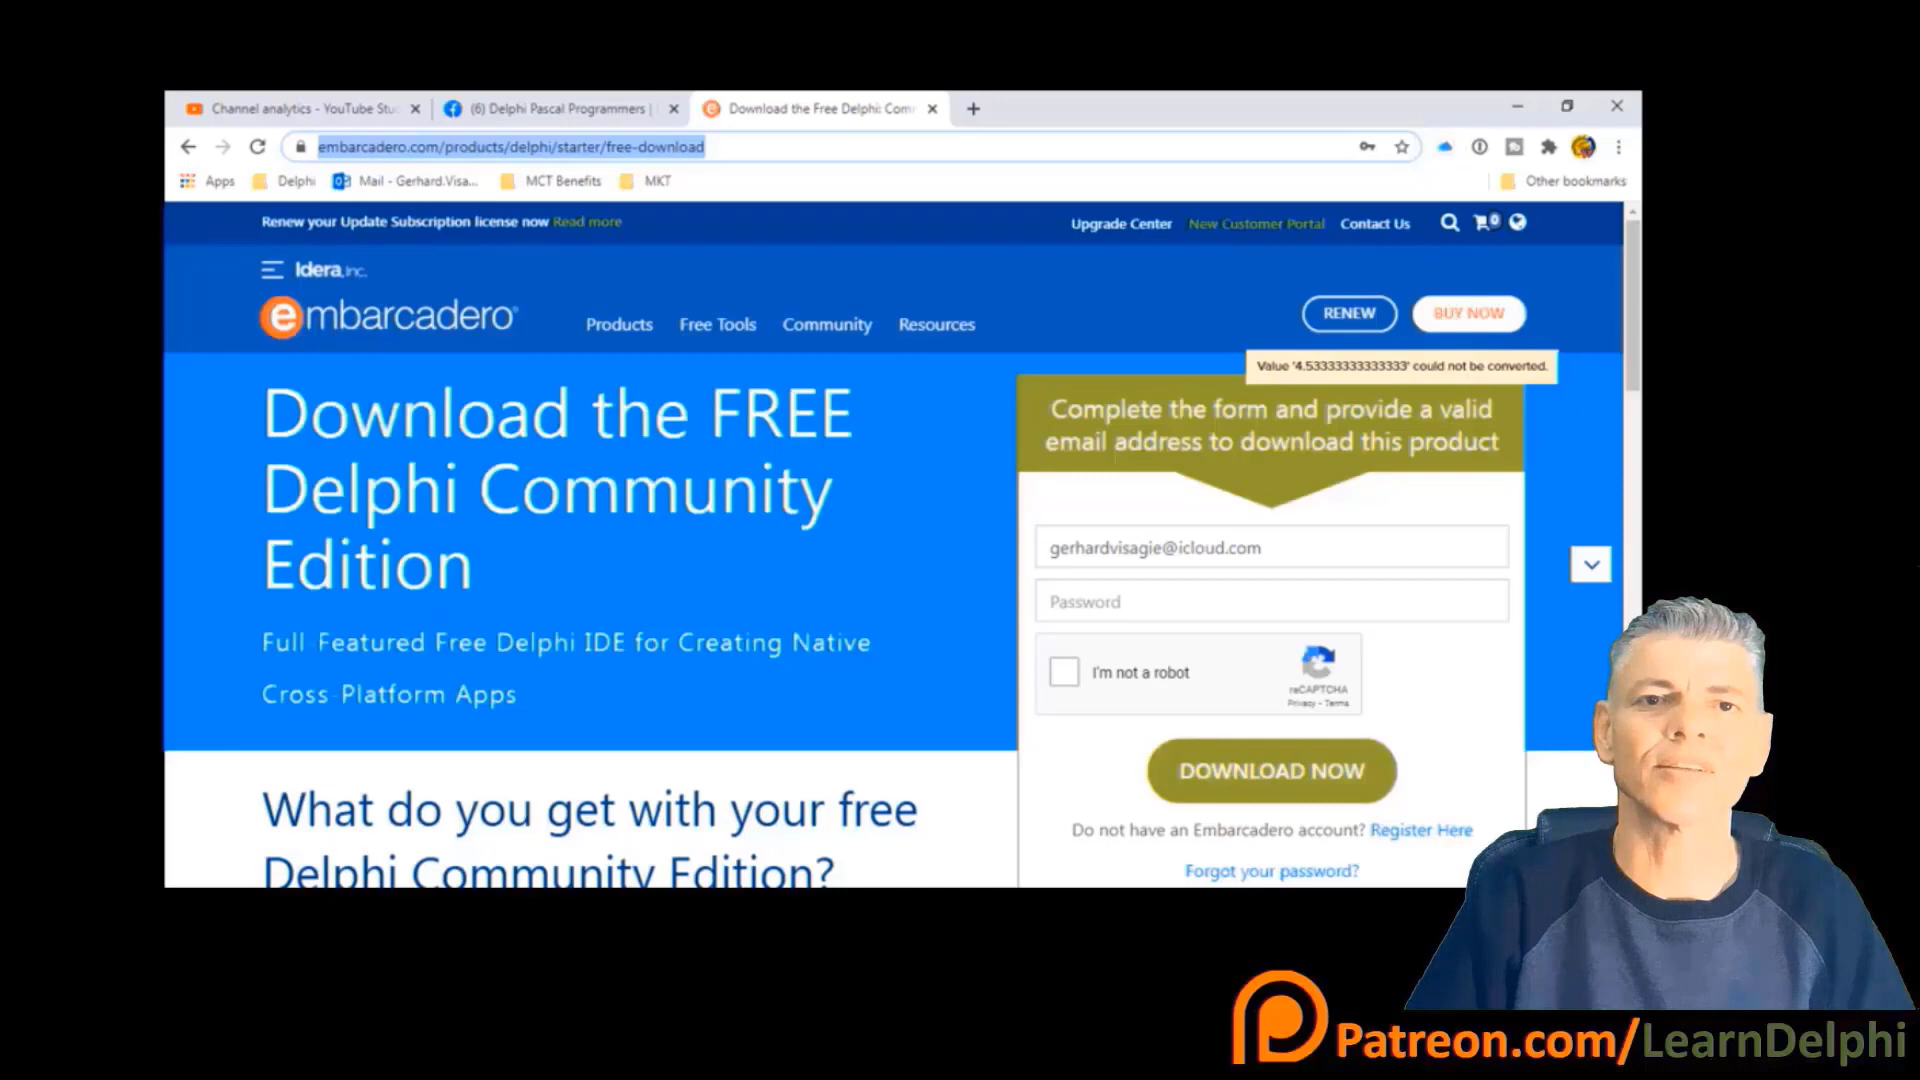 Channel analytics - YouTube Stu
(6) Delphi Pascal Programmers |
Download the Free Delphi: Com
embarcadero.com/products/delphi/starter/free-download
Apps
Delphi
Mail - Gerhard.Visa...
MCT Benefits
MKT
Other bookmarks
Renew your Update Subscription license now Read more
Upgrade Center
New Customer Portal
Contact Us
0
Idera, Inc.
embarcadero®
Products
Free Tools
Community
Resources
RENEW
BUY NOW
Value '4.53333333333333' could not be converted.
Download the FREE
Delphi Community
Edition
Full-Featured Free Delphi IDE for Creating Native
Cross-Platform Apps
Complete the form and provide a valid
email address to download this product
gerhardvisagie@icloud.com
Password
I'm not a robot
reCAPTCHA
Privacy - Terms
DOWNLOAD NOW
Do not have an Embarcadero account? Register Here
Forgot your password?
What do you get with your free
Delphi Community Edition?
Patreon.com/LearnDelphi